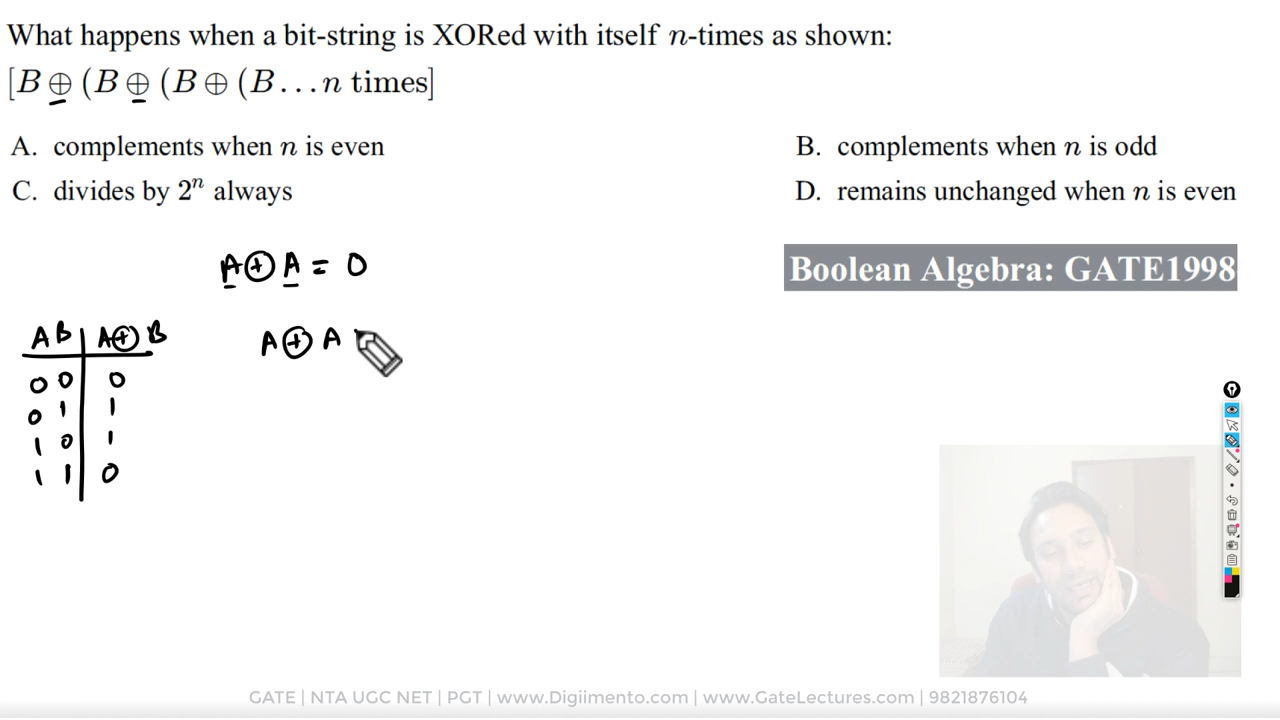 What happens when a bit-string is XORed with itself n-times as shown:
[B ⊕ (B ⊕ (B ⊕ (B . . . n times]
A. complements when n is even
B. complements when n is odd
C. divides by 2ⁿ always
D. remains unchanged when n is even
A ⊕ A = 0
Boolean Algebra: GATE1998
A B | A ⊕ B
A ⊕ A
0 0 | 0
0 1 | 1
1 0 | 1
1 1 | 0
GATE | NTA UGC NET | PGT | www.Digiimento.com | www.GateLectures.com | 9821876104